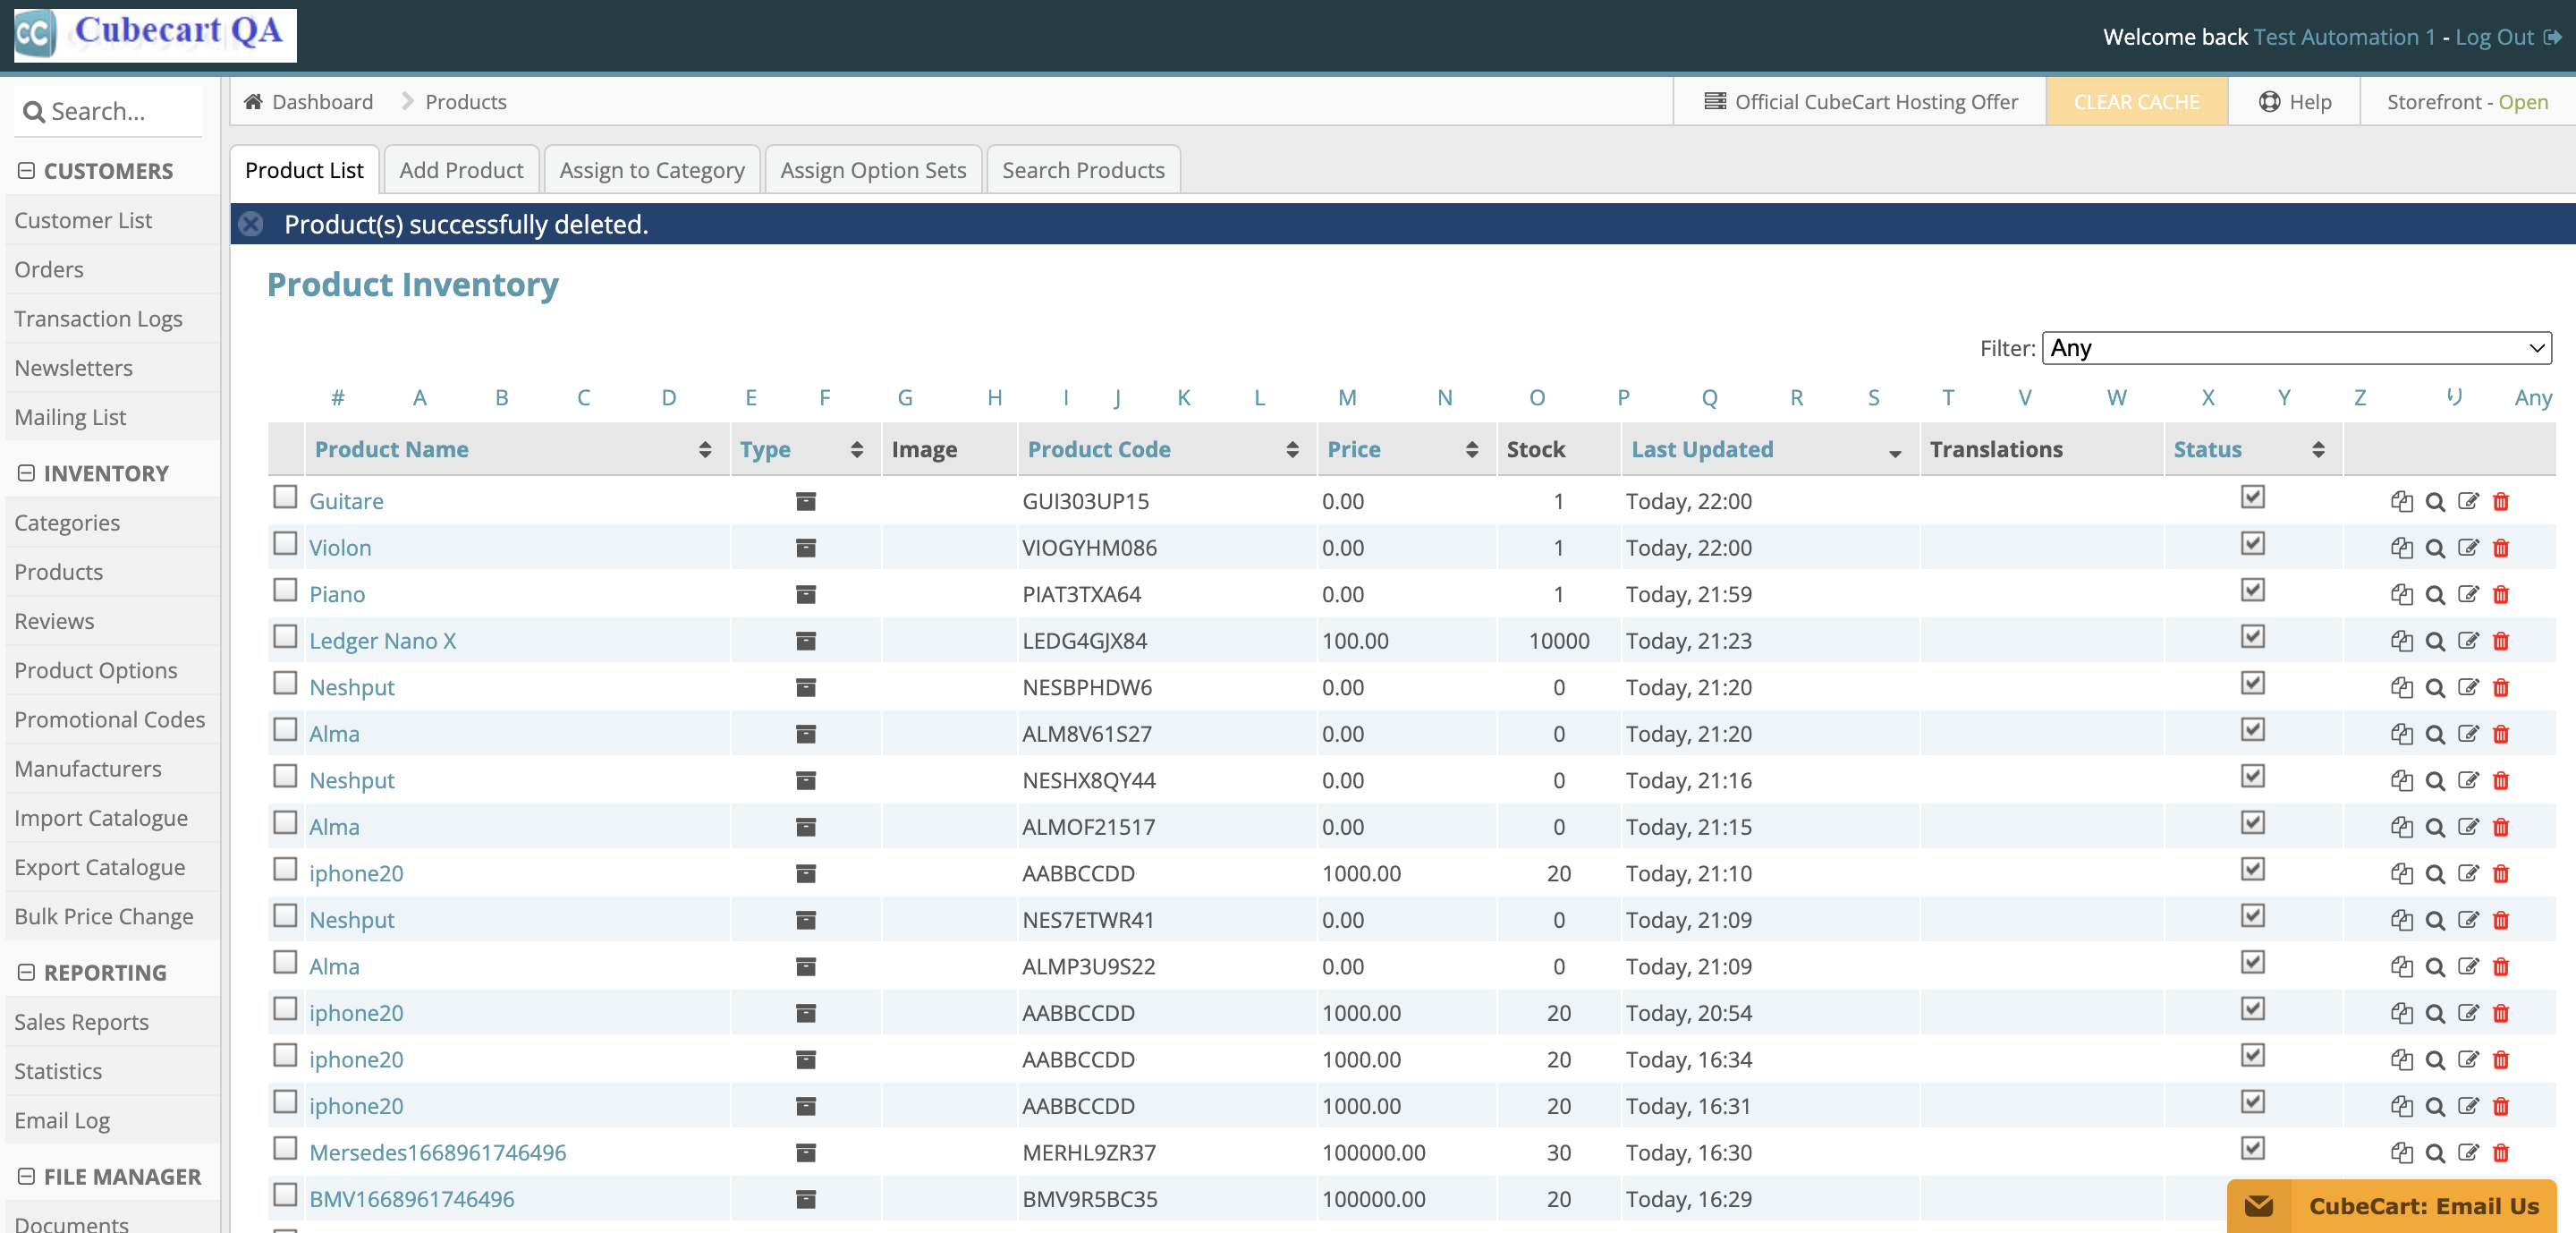 CC Cubecart QA
Welcome back Test Automation 1 - Log Out
Search...
Dashboard Products
Official CubeCart Hosting Offer CLEAR CACHE Help Storefront - Open
CUSTOMERS
Customer List
Orders
Transaction Logs
Newsletters
Mailing List
INVENTORY
Categories
Products
Reviews
Product Options
Promotional Codes
Manufacturers
Import Catalogue
Export Catalogue
Bulk Price Change
REPORTING
Sales Reports
Statistics
Email Log
FILE MANAGER
Documents
Product List Add Product Assign to Category Assign Option Sets Search Products
Product(s) successfully deleted.
Product Inventory
Filter: Any
# A B C D E F G H I J K L M N O P Q R S T V W X Y Z り Any
Product Name Type Image Product Code Price Stock Last Updated Translations Status
Guitare GUI303UP15 0.00 1 Today, 22:00
Violon VIOGYHM086 0.00 1 Today, 22:00
Piano PIAT3TXA64 0.00 1 Today, 21:59
Ledger Nano X LEDG4GJX84 100.00 10000 Today, 21:23
Neshput NESBPHDW6 0.00 0 Today, 21:20
Alma ALM8V61S27 0.00 0 Today, 21:20
Neshput NESHX8QY44 0.00 0 Today, 21:16
Alma ALMOF21517 0.00 0 Today, 21:15
iphone20 AABBCCDD 1000.00 20 Today, 21:10
Neshput NES7ETWR41 0.00 0 Today, 21:09
Alma ALMP3U9S22 0.00 0 Today, 21:09
iphone20 AABBCCDD 1000.00 20 Today, 20:54
iphone20 AABBCCDD 1000.00 20 Today, 16:34
iphone20 AABBCCDD 1000.00 20 Today, 16:31
Mersedes1668961746496 MERHL9ZR37 100000.00 30 Today, 16:30
BMV1668961746496 BMV9R5BC35 100000.00 20 Today, 16:29
CubeCart: Email Us